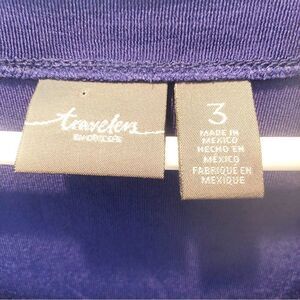 travelers
3
MADE IN
MEXICO
HECHO EN
MÉXICO
FABRIQUÉ EN
MEXIQUE